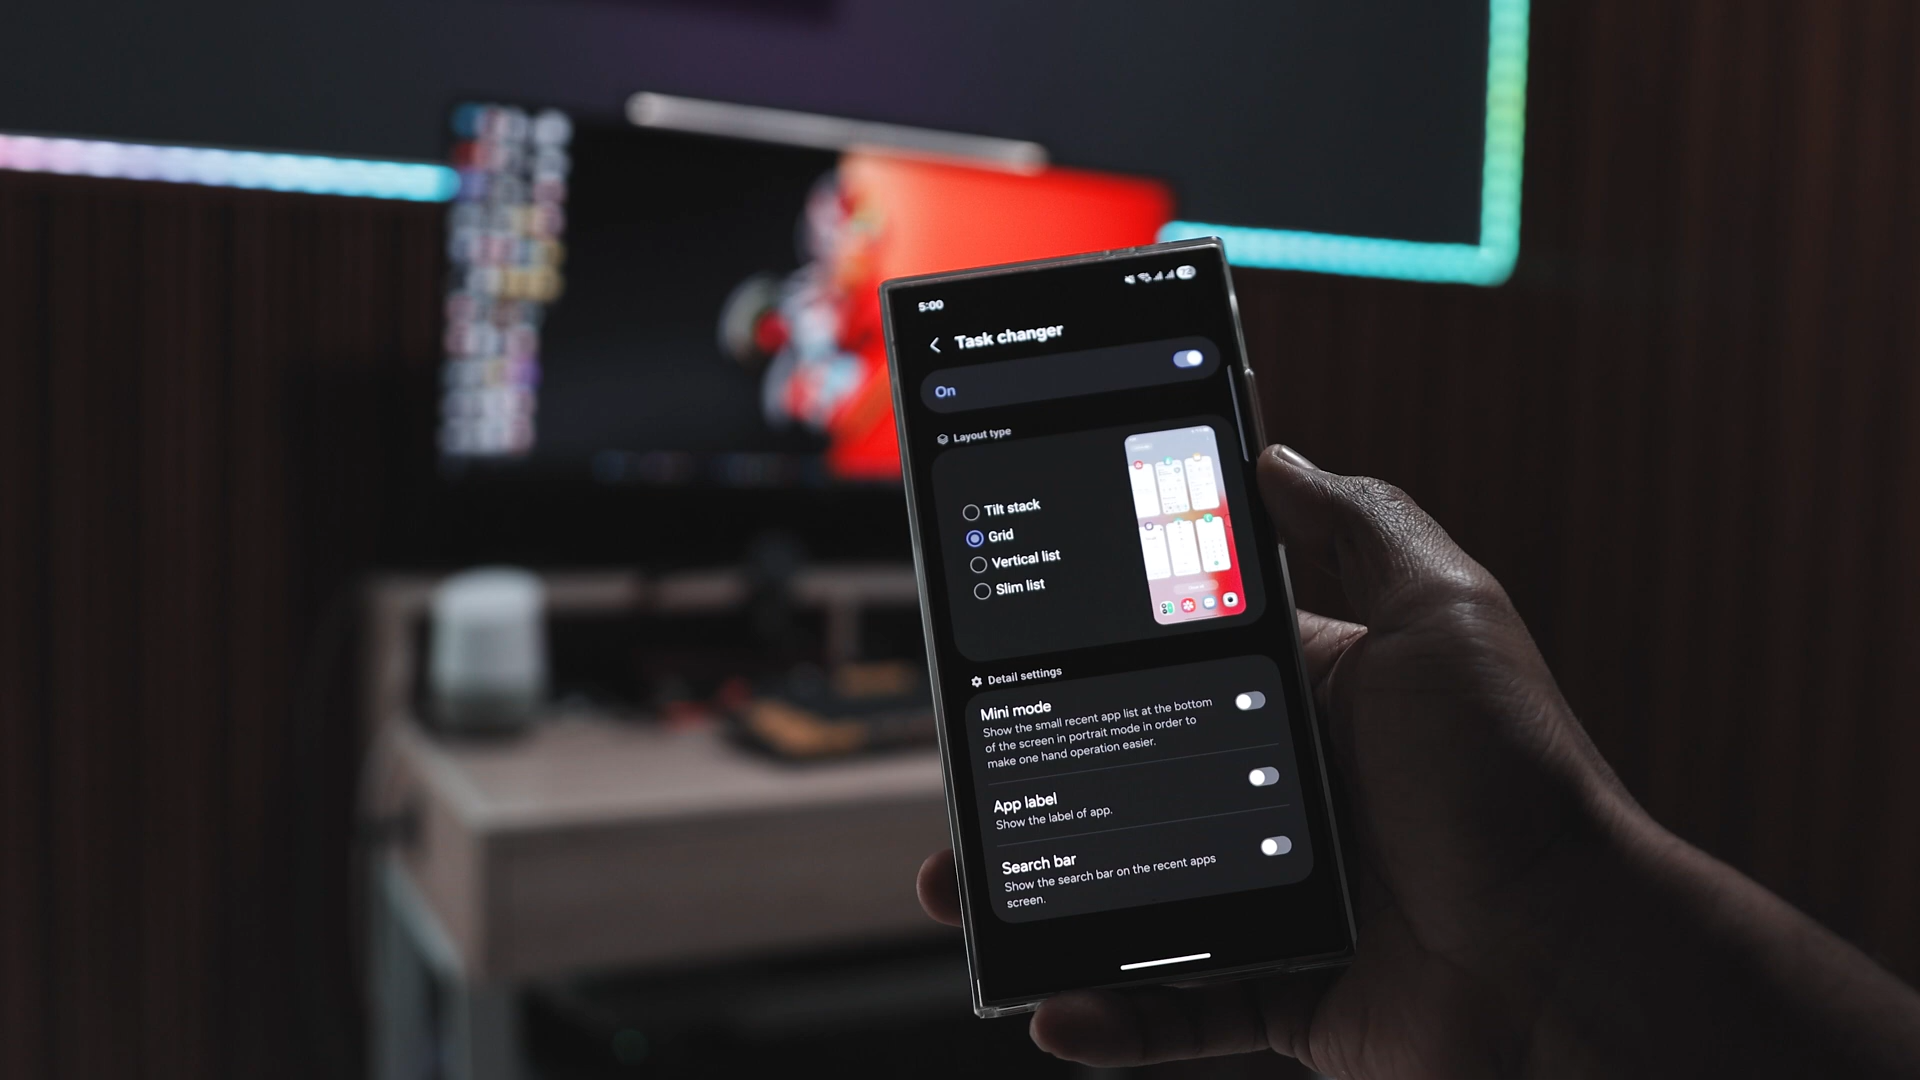 5:00
Task changer
On
Layout type
Tilt stack
Grid
Vertical list
Slim list
Detail settings
Mini mode
Show the small recent app list at the bottom
of the screen in portrait mode in order to
make one hand operation easier.
App label
Show the label of app.
Search bar
Show the search bar on the recent apps
screen.